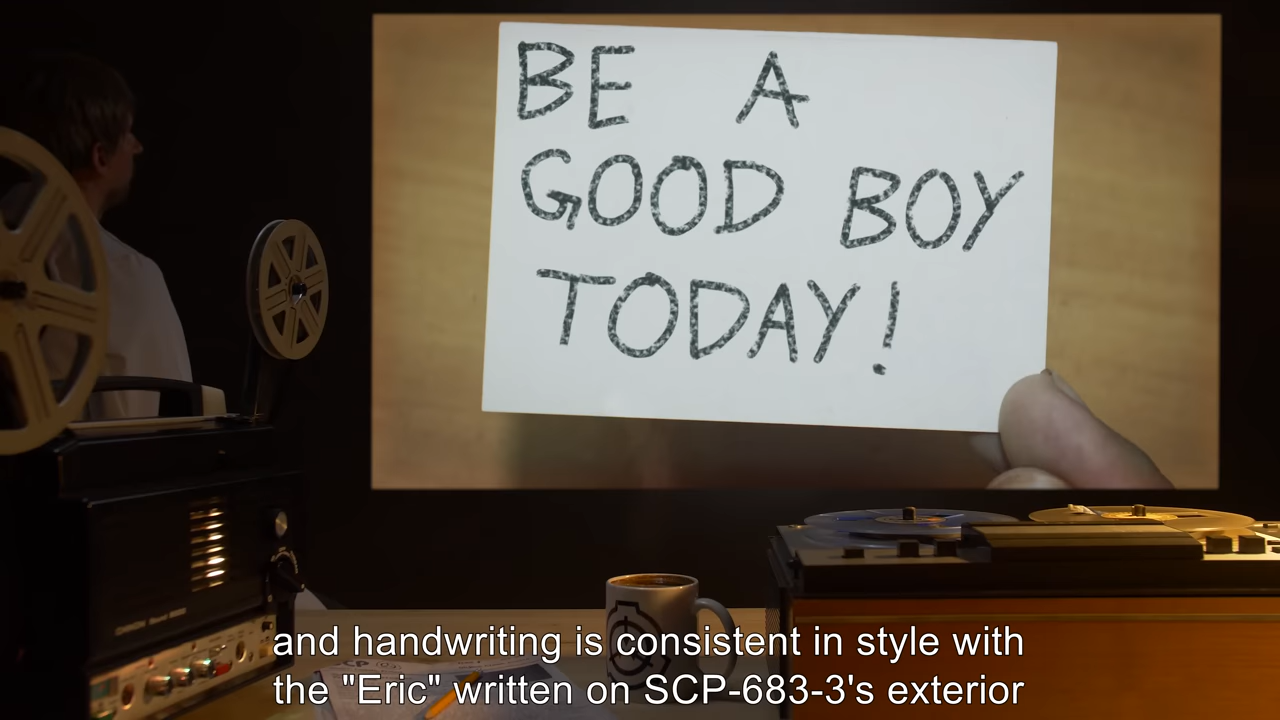 BE A
GOOD BOY
TODAY!
and handwriting is consistent in style with
the "Eric" written on SCP-683-3's exterior